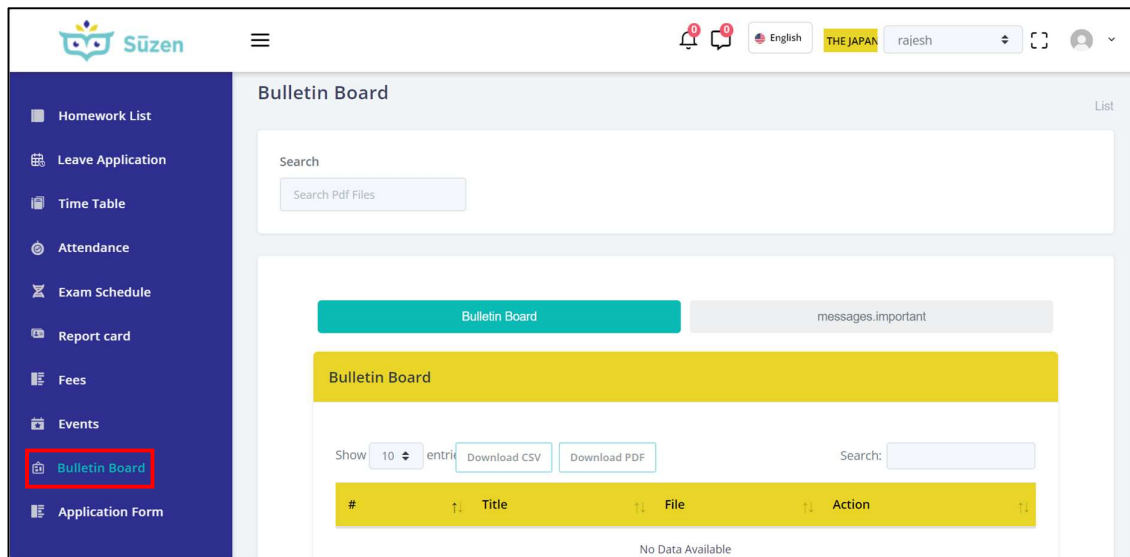 Sūzen
0
0
English
THE JAPAN
rajesh
Homework List
Leave Application
Time Table
Attendance
Exam Schedule
Report card
Fees
Events
Bulletin Board
Application Form
Bulletin Board
List
Search
Search Pdf Files
Bulletin Board
messages.important
Bulletin Board
Show 10 entri Download CSV Download PDF Search:
# Title File Action
No Data Available